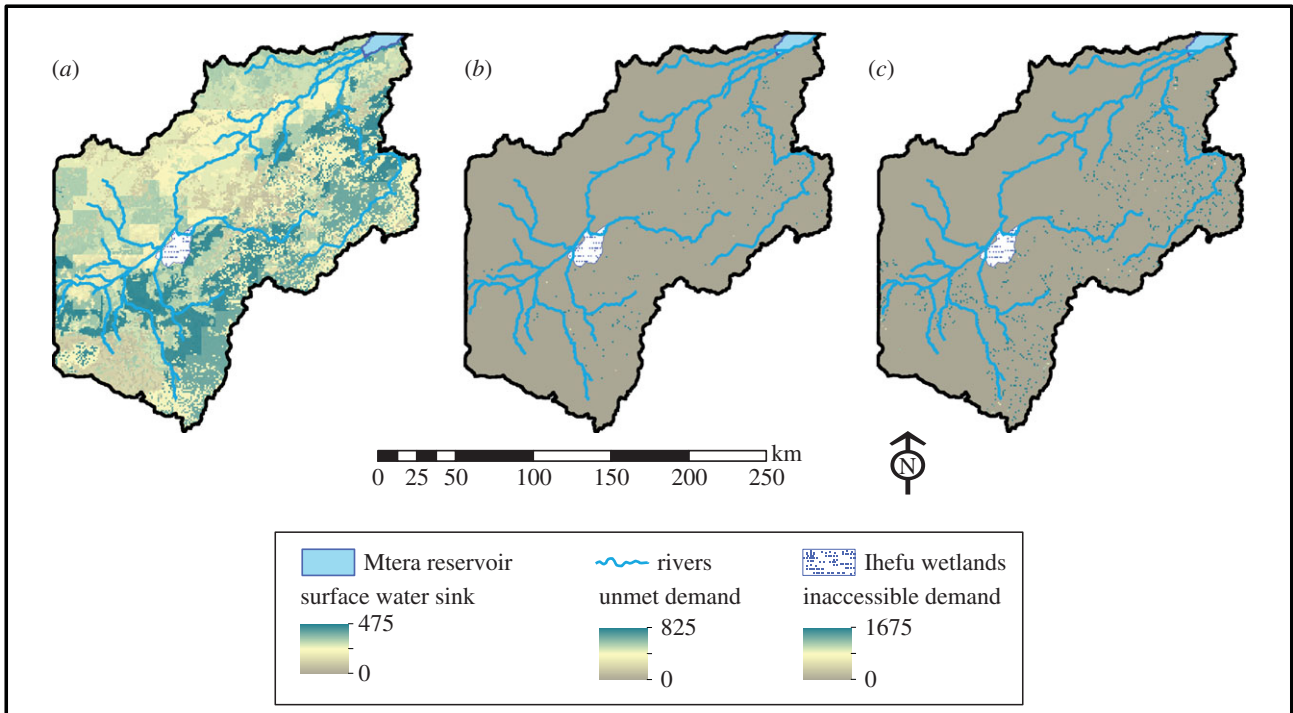 (a)
(b)
(c)
km
0 25 50 100 150 200 250
N
Mtera reservoir
rivers
Ihefu wetlands
surface water sink
unmet demand
inaccessible demand
475
0
825
0
1675
0